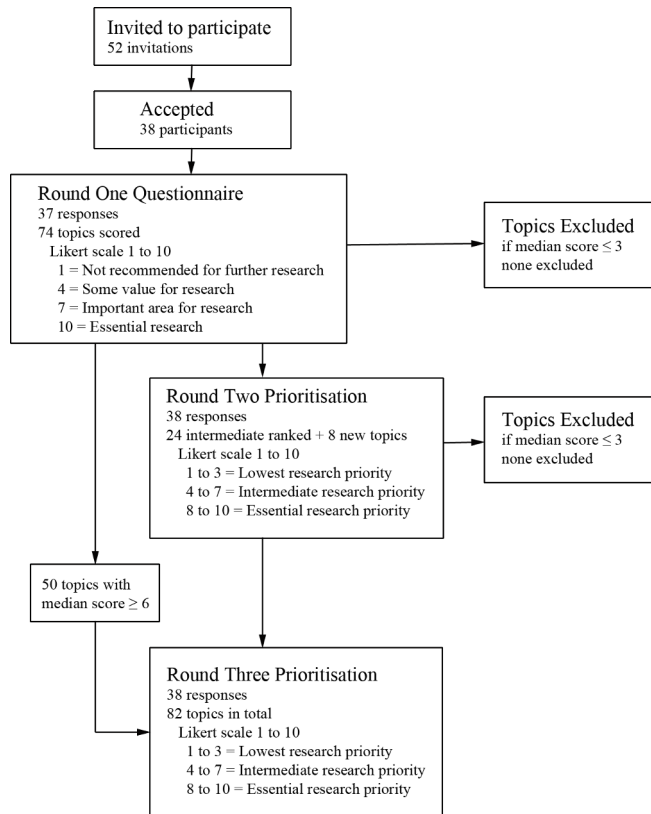 Invited to participate
52 invitations
Accepted
38 participants
Round One Questionnaire
37 responses
74 topics scored
Likert scale 1 to 10
1 = Not recommended for further research
4 = Some value for research
7 = Important area for research
10 = Essential research
Topics Excluded
if median score ≤ 3
none excluded
Round Two Prioritisation
38 responses
24 intermediate ranked + 8 new topics
Likert scale 1 to 10
1 to 3 = Lowest research priority
4 to 7 = Intermediate research priority
8 to 10 = Essential research priority
Topics Excluded
if median score ≤ 3
none excluded
50 topics with
median score ≥ 6
Round Three Prioritisation
38 responses
82 topics in total
Likert scale 1 to 10
1 to 3 = Lowest research priority
4 to 7 = Intermediate research priority
8 to 10 = Essential research priority